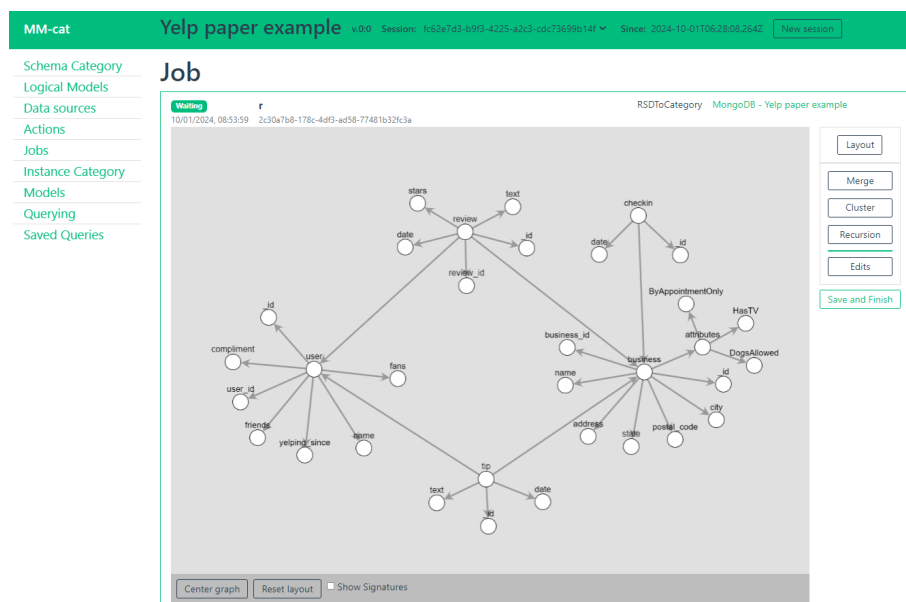 MM-cat
Yelp paper example v.0:0 Session: fc62e7d3-b9f3-4225-a2c3-cdc73699b14f Since: 2024-10-01T06:28:08.264Z New session
Schema Category
Logical Models
Data sources
Actions
Jobs
Instance Category
Models
Querying
Saved Queries
Job
Waiting r RSDToCategory MongoDB - Yelp paper example
10/01/2024, 08:53:59 2c30a7b8-178c-4df3-ad58-77481b32fc3a
Layout
Merge
Cluster
Recursion
Edits
Save and Finish
stars
text
checkin
review
date
_id
date
_id
review_id
ByAppointmentOnly
_id
HasTV
business_id
attributes
compliment
user
DogsAllowed
business
fans
name
_id
user_id
city
friends
address
postal_code
yelping_since
name
state
tip
text
date
_id
Center graph Reset layout Show Signatures